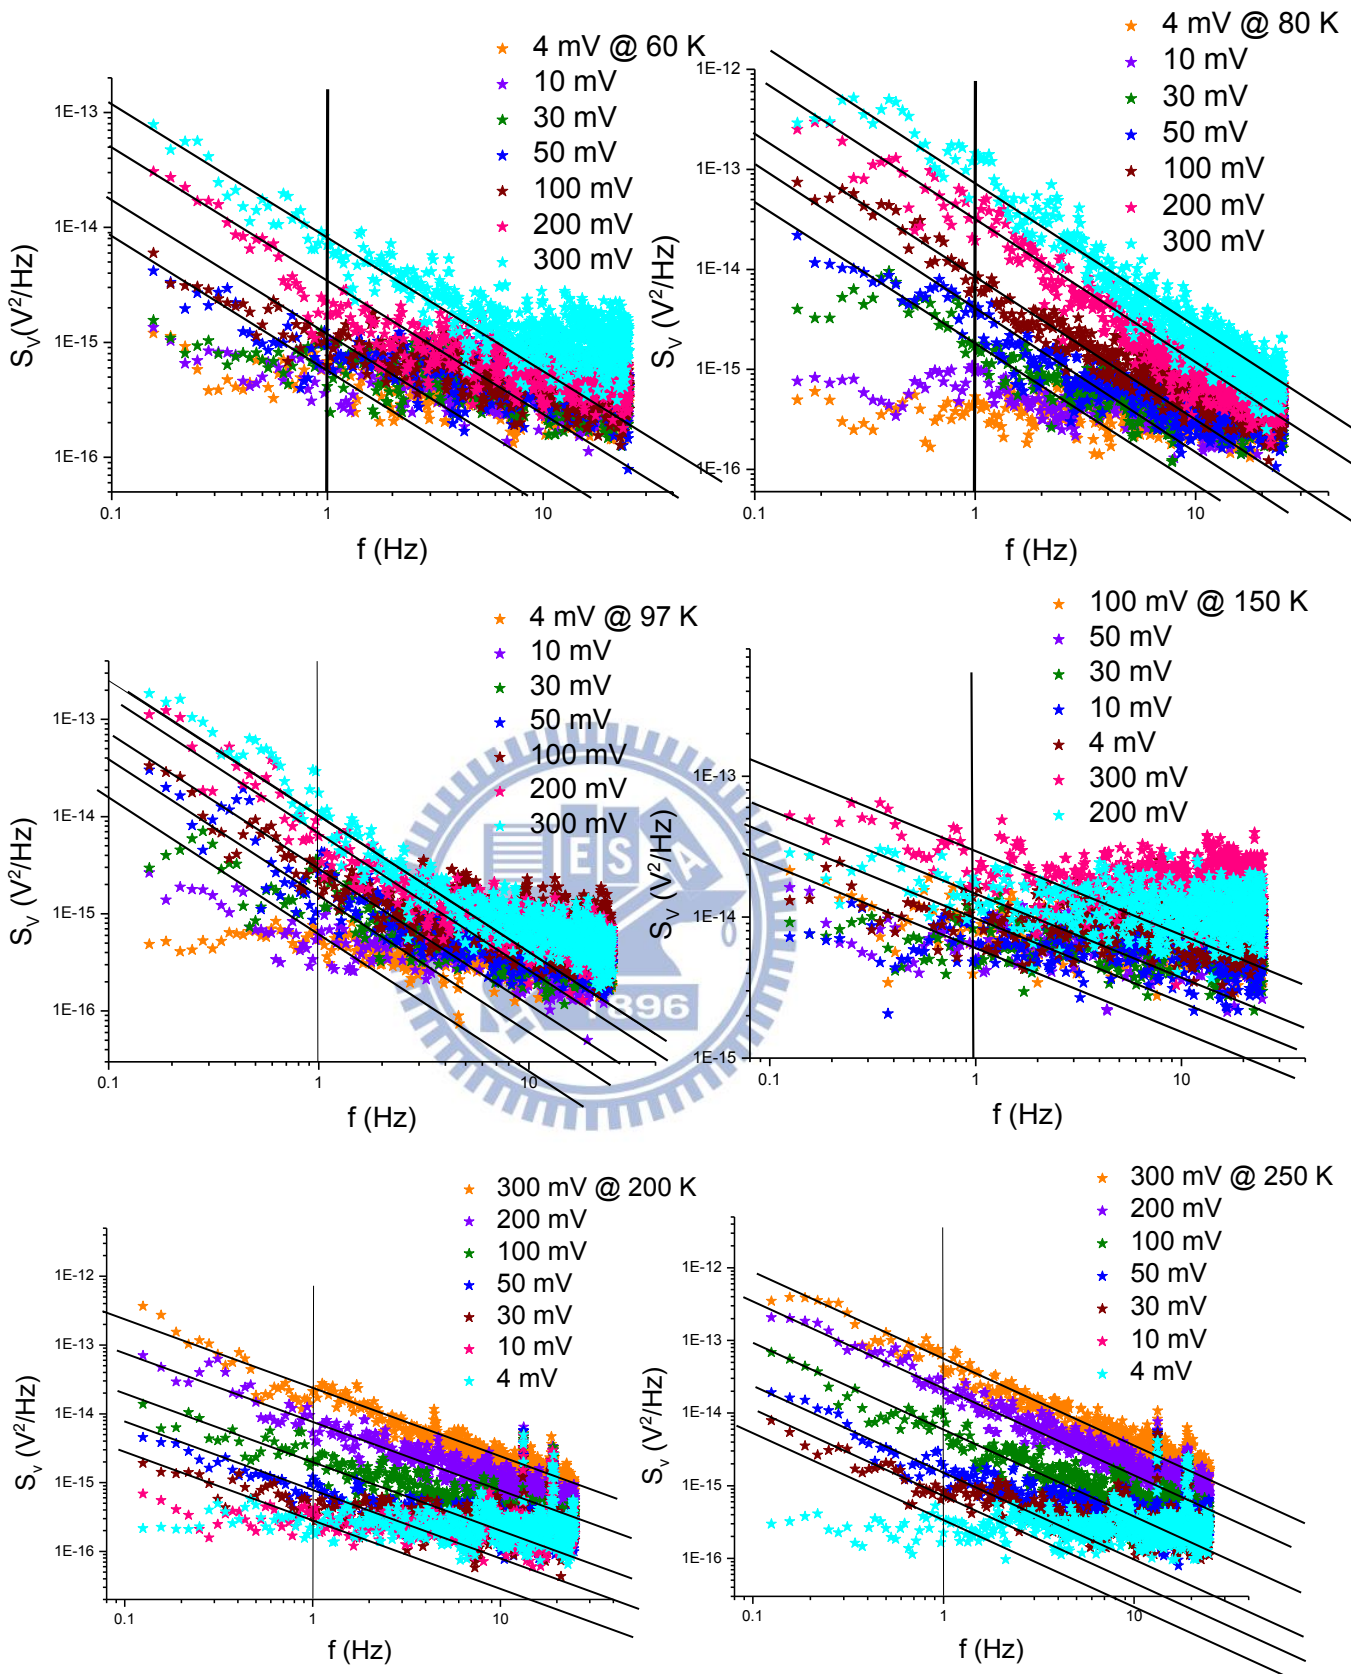 4 mV @ 60 K
10 mV
30 mV
50 mV
100 mV
200 mV
300 mV
1E-13
1E-14
1E-15
1E-16
S_V(V²/Hz)
0.1 1 10
f (Hz)
4 mV @ 80 K
10 mV
30 mV
50 mV
100 mV
200 mV
300 mV
1E-12
1E-13
1E-14
1E-15
1E-16
S_V (V²/Hz)
0.1 1 10
f (Hz)
4 mV @ 97 K
10 mV
30 mV
50 mV
100 mV
200 mV
300 mV
1E-13
1E-14
1E-15
1E-16
S_V (V²/Hz)
0.1 1 10
f (Hz)
100 mV @ 150 K
50 mV
30 mV
10 mV
4 mV
300 mV
200 mV
1E-13
1E-14
1E-15
S_V (V²/Hz)
0.1 1 10
f (Hz)
ESA
1896
300 mV @ 200 K
200 mV
100 mV
50 mV
30 mV
10 mV
4 mV
1E-12
1E-13
1E-14
1E-15
1E-16
S_V (V²/Hz)
0.1 1 10
f (Hz)
300 mV @ 250 K
200 mV
100 mV
50 mV
30 mV
10 mV
4 mV
1E-12
1E-13
1E-14
1E-15
1E-16
S_V (V²/Hz)
0.1 1 10
f (Hz)